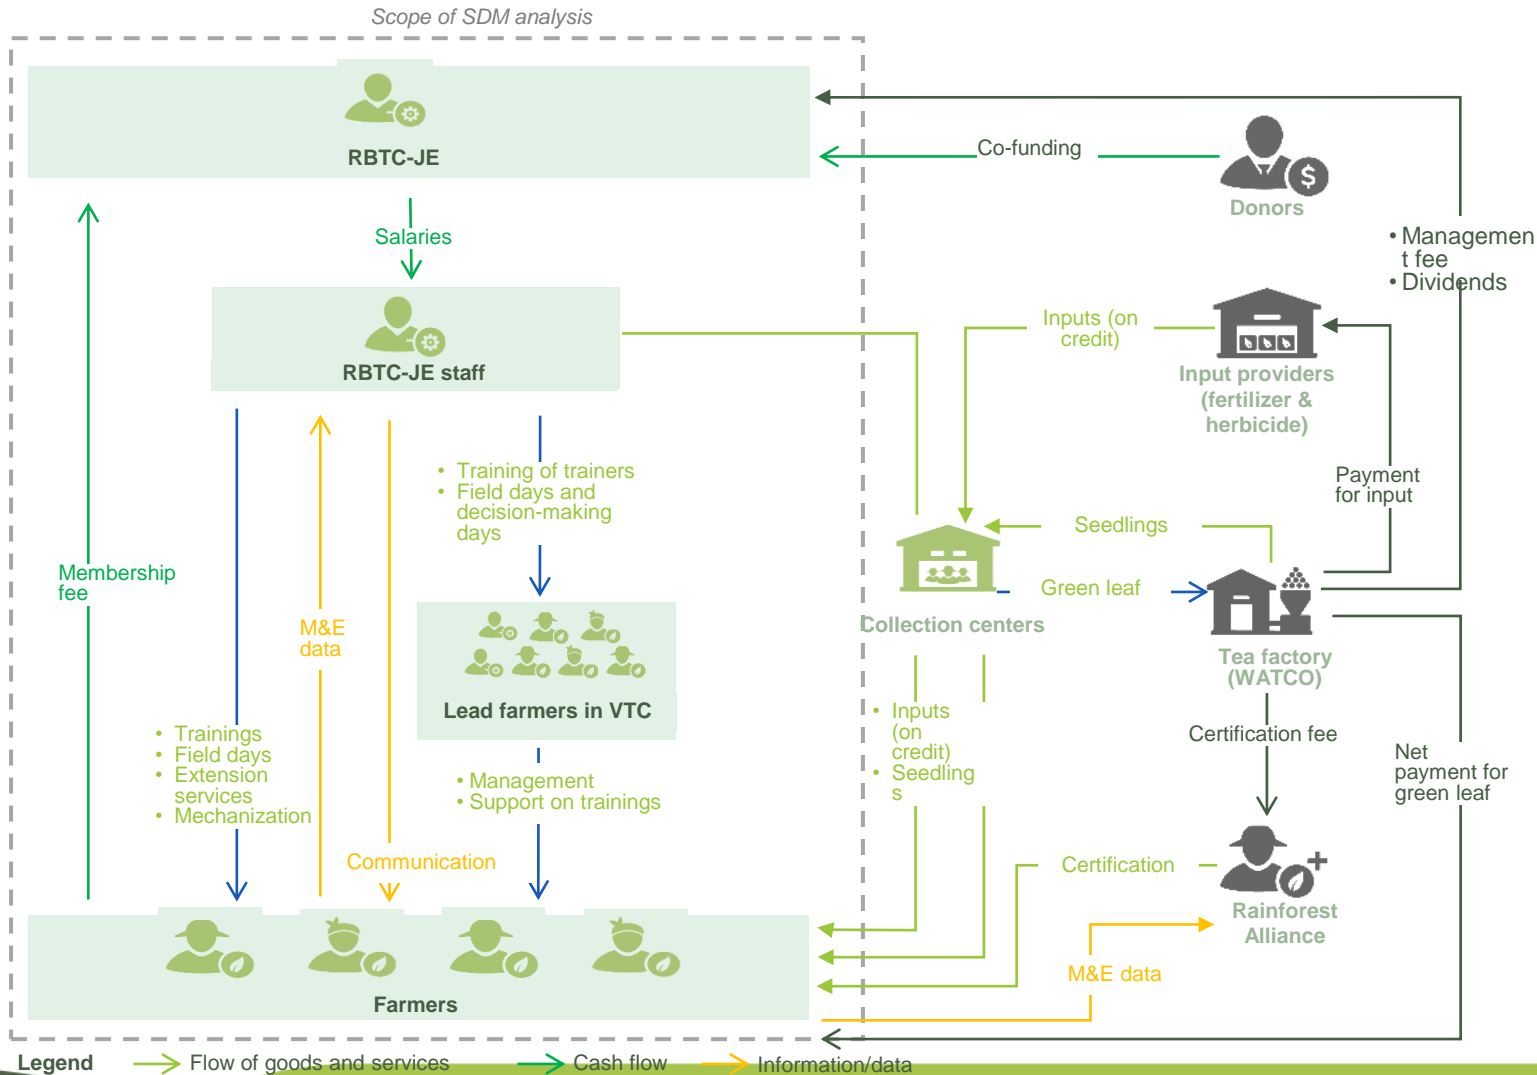 Scope of SDM analysis
RBTC-JE
Co-funding
Donors
Salaries
• Managemen
t fee
• Dividends
Inputs (on
credit)
RBTC-JE staff
Input providers
(fertilizer &
herbicide)
• Training of trainers
• Field days and
decision-making
days
Payment
for input
Seedlings
Membership
fee
Green leaf
M&E
data
Collection centers
Tea factory
(WATCO)
Lead farmers in VTC
• Inputs
(on
credit)
• Seedling
s
• Trainings
• Field days
• Extension
services
• Mechanization
Certification fee
Net
payment for
green leaf
• Management
• Support on trainings
Communication
Certification
Rainforest
Alliance
M&E data
Farmers
Legend
Flow of goods and services
Cash flow
Information/data